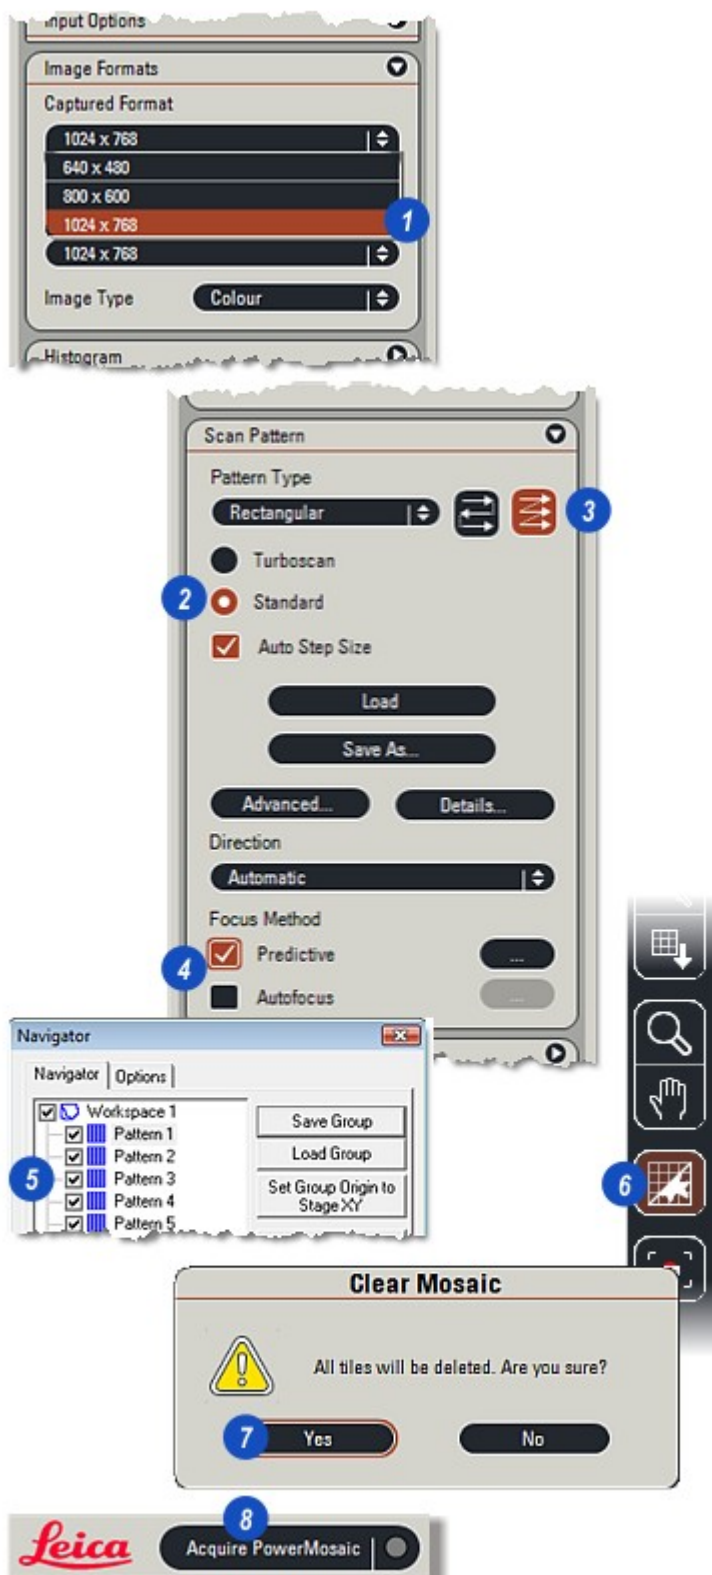 Input Options
Image Formats
Captured Format
1024 x 768
640 x 480
800 x 600
1024 x 768
1
1024 x 768
Image Type Colour
Histogram
Scan Pattern
Pattern Type
Rectangular
3
Turboscan
2
Standard
Auto Step Size
Load
Save As...
Advanced... Details...
Direction
Automatic
Focus Method
4
Predictive ...
Autofocus ...
Navigator
Navigator Options
Workspace 1
Pattern 1
Pattern 2
Pattern 3
Pattern 4
Pattern 5
5
Save Group
Load Group
Set Group Origin to
Stage XY
6
Clear Mosaic
All tiles will be deleted. Are you sure?
7
Yes No
8
Leica Acquire PowerMosaic